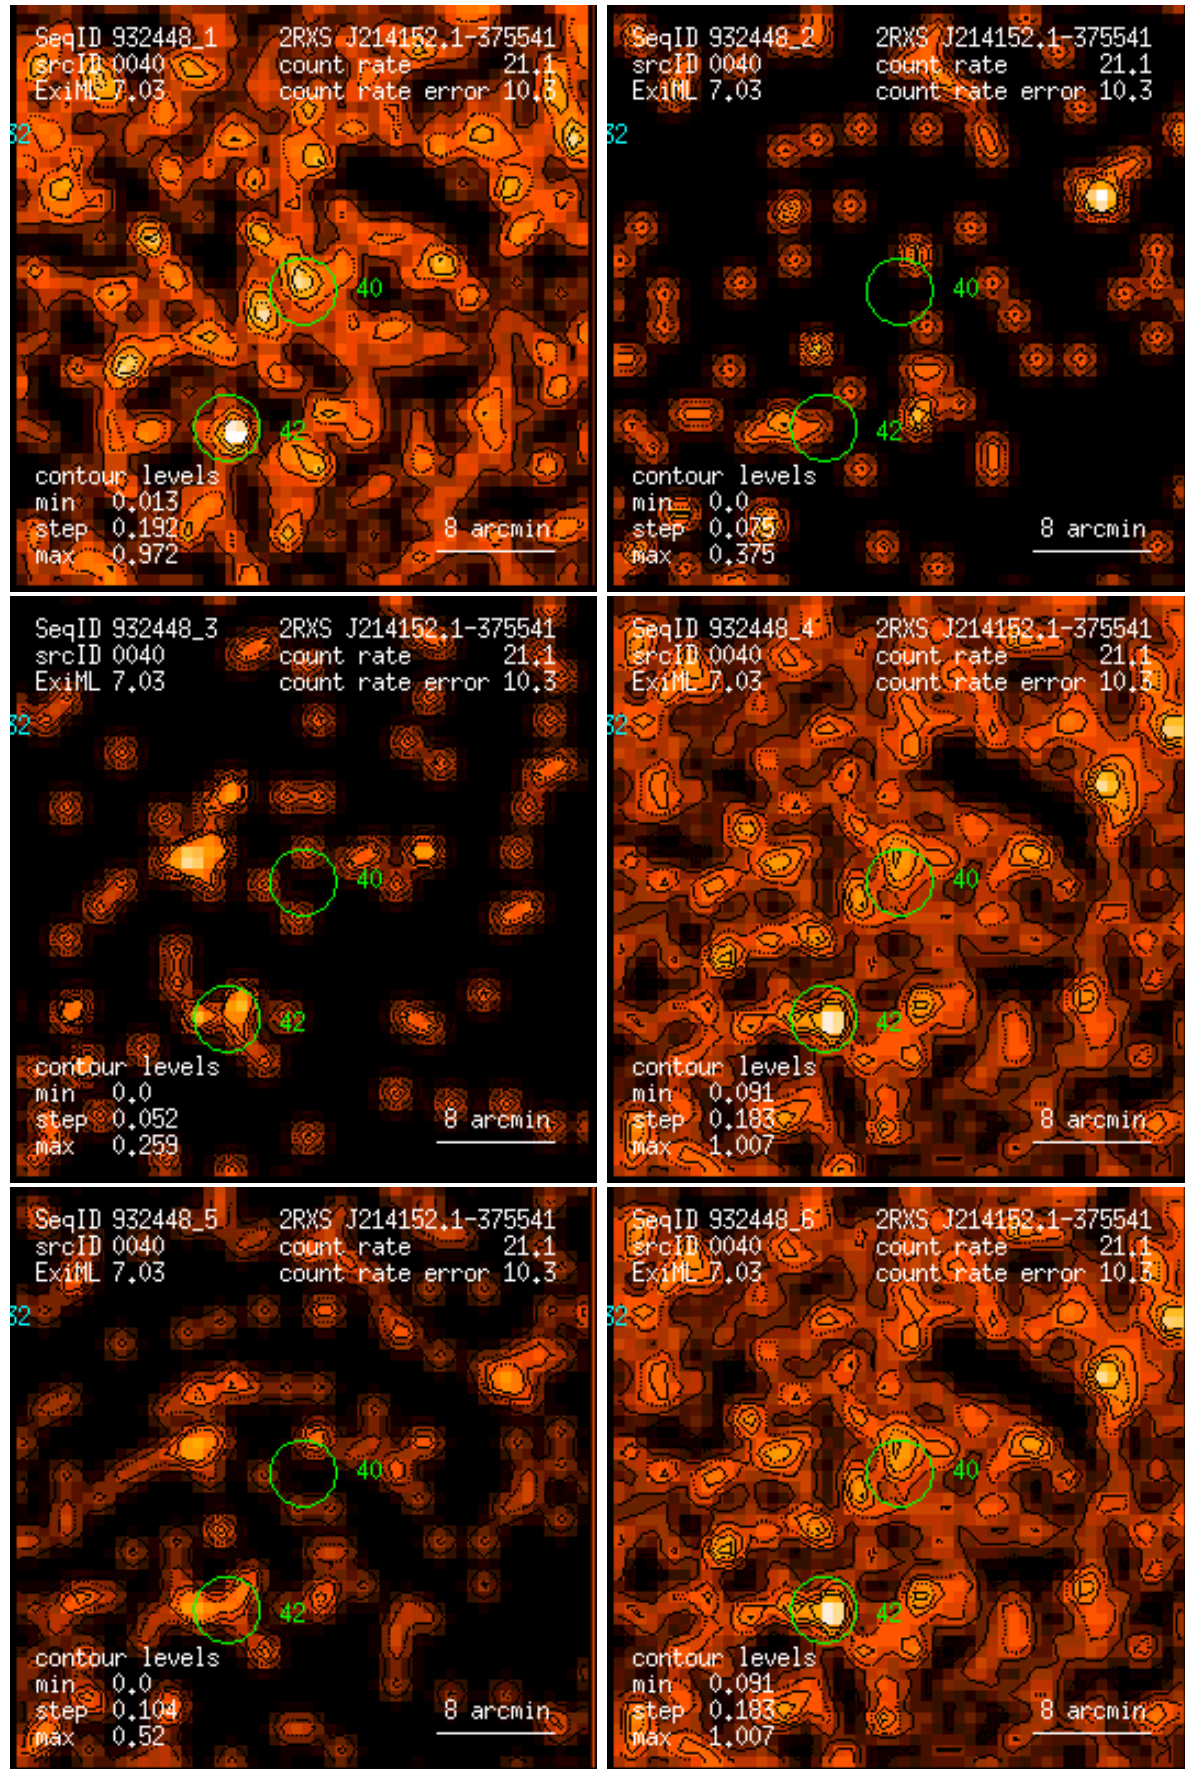 SeqID 932448_1 2RXS J214152.1-375541
srcID 0040 count rate 21.1
ExiML 7.03 count rate error 10.3
32
40
42
contour levels
min 0.013
step 0.192 8 arcmin
max 0.972
SeqID 932448_2 2RXS J214152.1-375541
srcID 0040 count rate 21.1
ExiML 7.03 count rate error 10.3
32
40
42
contour levels
min 0.0
step 0.075 8 arcmin
max 0.375
SeqID 932448_3 2RXS J214152.1-375541
srcID 0040 count rate 21.1
ExiML 7.03 count rate error 10.3
32
40
42
contour levels
min 0.0
step 0.052 8 arcmin
max 0.259
SeqID 932448_4 2RXS J214152.1-375541
srcID 0040 count rate 21.1
ExiML 7.03 count rate error 10.3
32
40
42
contour levels
min 0.091
step 0.183 8 arcmin
max 1.007
SeqID 932448_5 2RXS J214152.1-375541
srcID 0040 count rate 21.1
ExiML 7.03 count rate error 10.3
32
40
42
contour levels
min 0.0
step 0.104 8 arcmin
max 0.52
SeqID 932448_6 2RXS J214152.1-375541
srcID 0040 count rate 21.1
ExiML 7.03 count rate error 10.3
32
40
42
contour levels
min 0.091
step 0.183 8 arcmin
max 1.007